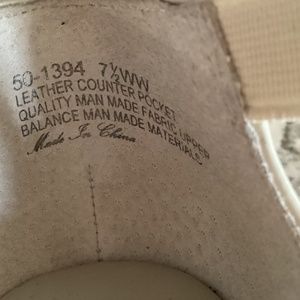 50-1394 7½WW
LEATHER COUNTER POCKET
QUALITY MAN MADE FABRIC UPPER
BALANCE MAN MADE MATERIALS
Made In China